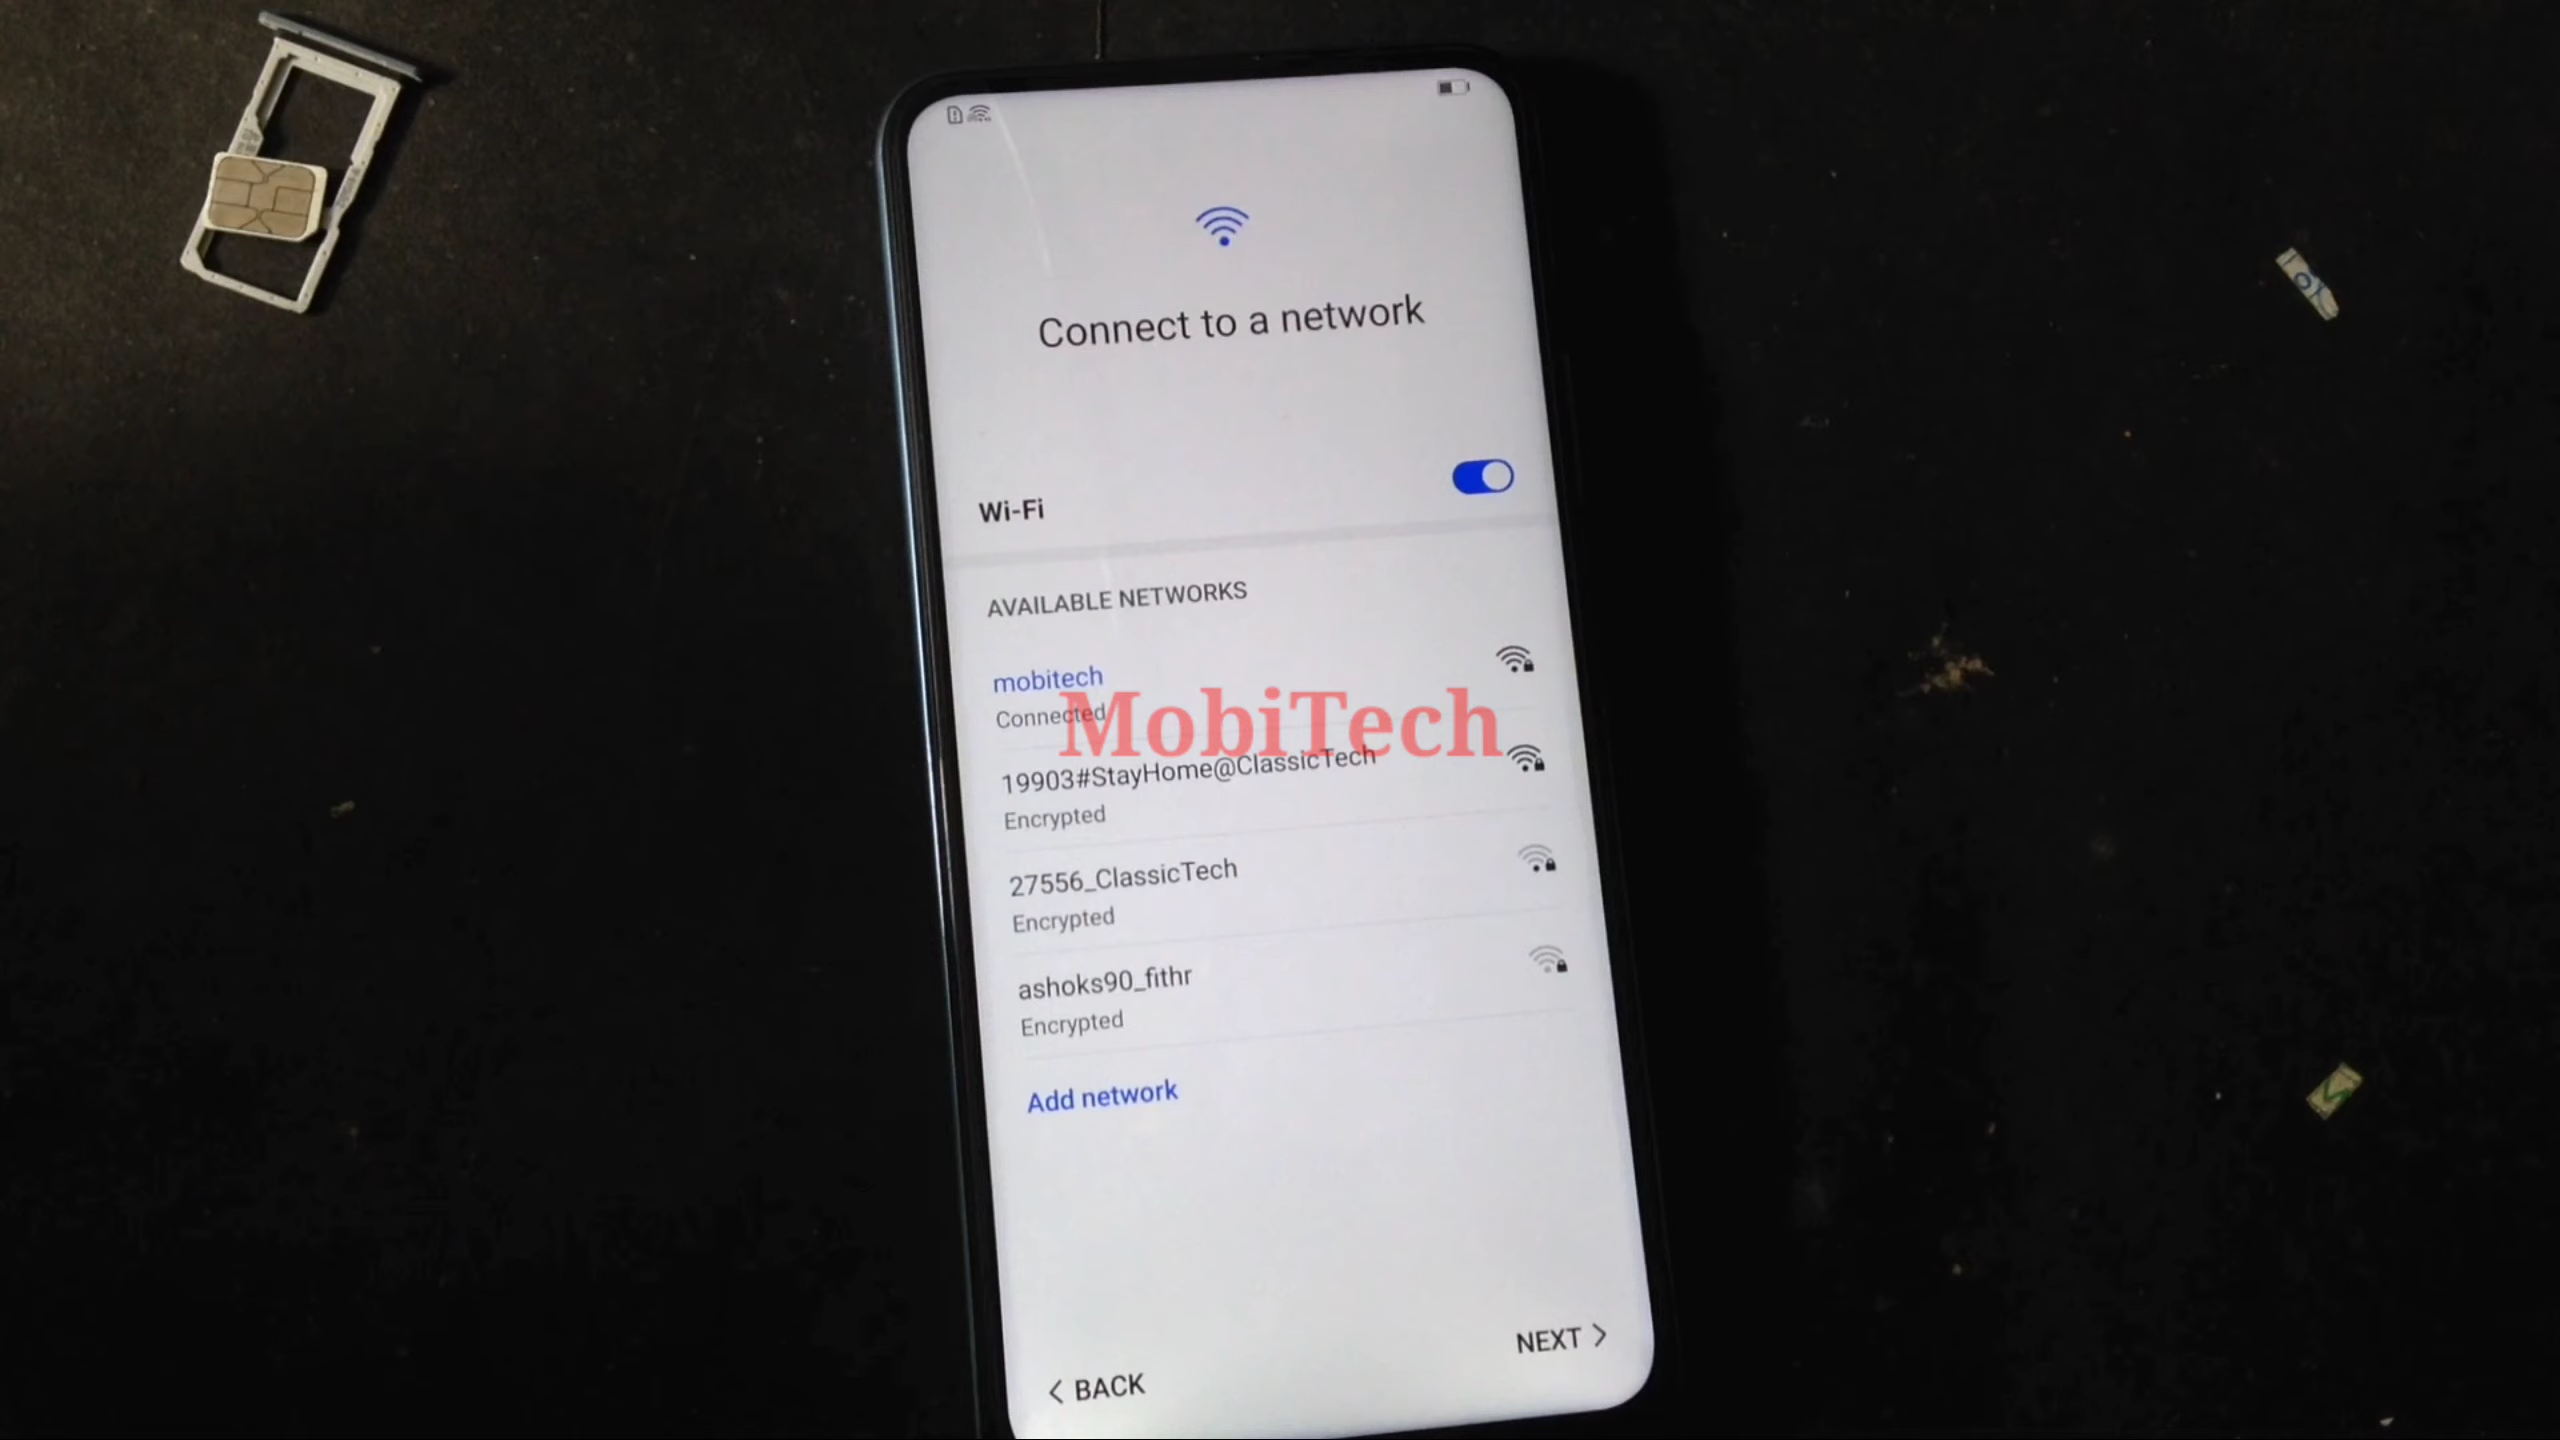 Connect to a network
Wi-Fi
AVAILABLE NETWORKS
mobitech
Connected
MobiTech
19903#StayHome@ClassicTech
Encrypted
27556_ClassicTech
Encrypted
ashoks90_fithr
Encrypted
Add network
NEXT
BACK